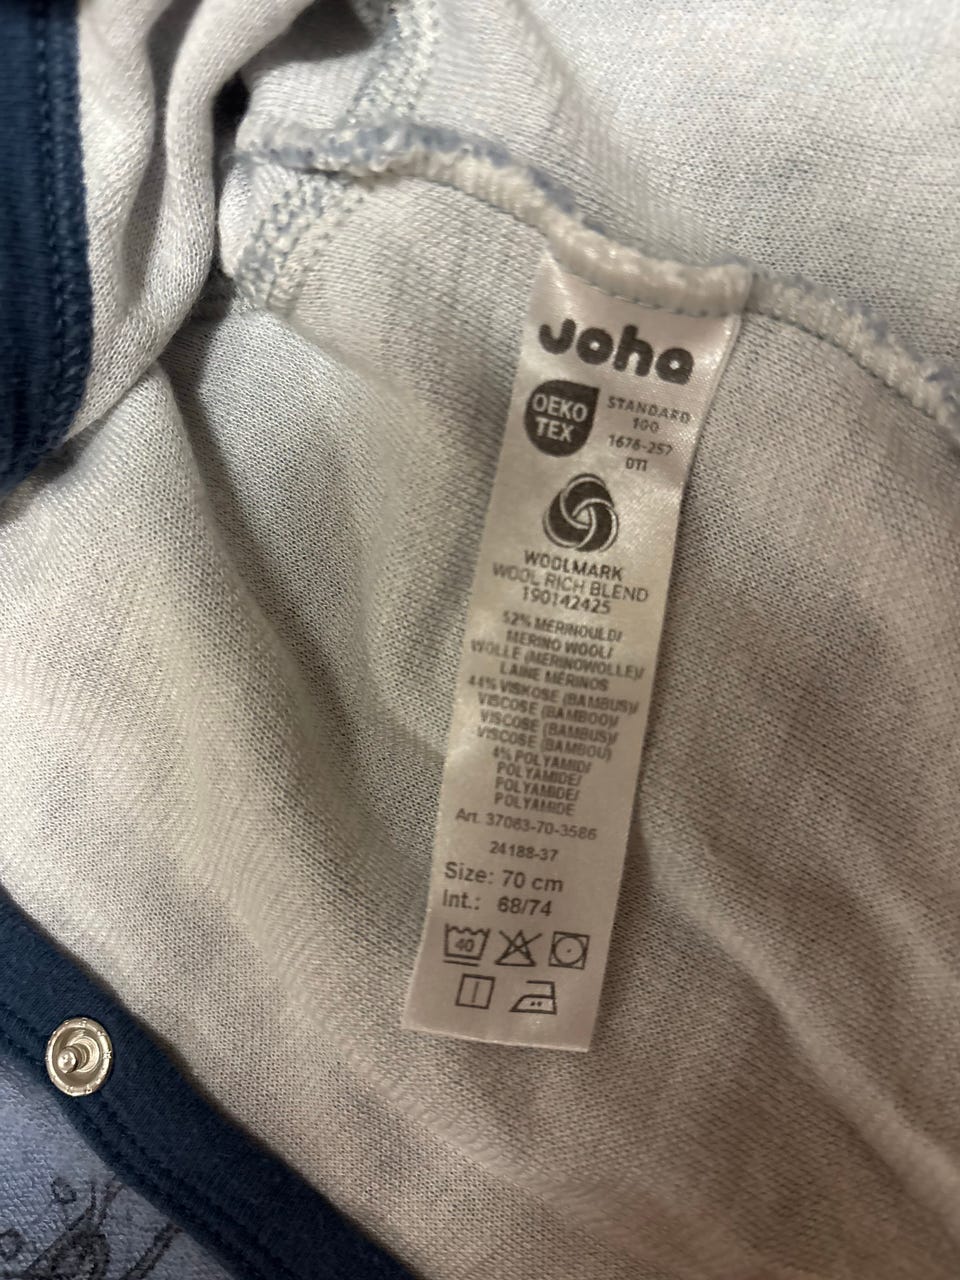 Joha
OEKO
TEX
STANDARD
100
1676-257
DTI
WOOLMARK
WOOL RICH BLEND
190142425
52% MERINOULD/
MERINO WOOL/
WOLLE (MERINOWOLLE)/
LAINE MERINOS
44% VISKOSE (BAMBUS)/
VISCOSE (BAMBOO)/
VISCOSE (BAMBUS)/
VISCOSE (BAMBOU)
4% POLYAMID/
POLYAMIDE/
POLYAMIDE/
POLYAMIDE
Art. 37083-70-3586
24188-37
Size: 70 cm
Int.: 68/74
40